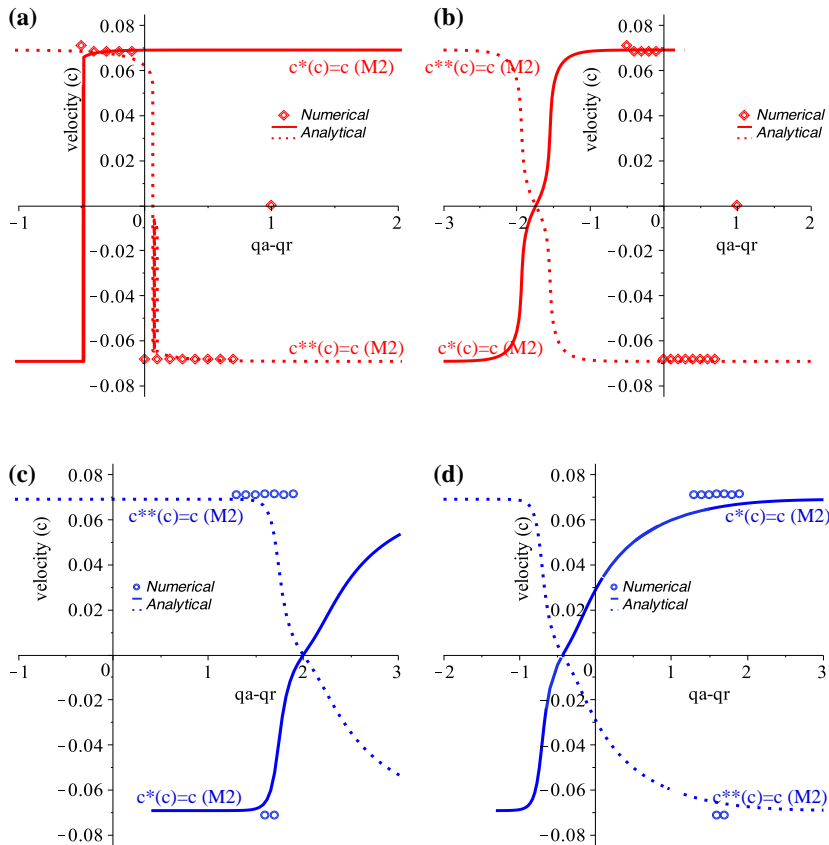 (a)
0.08
0.06
0.04
0.02
−1
0
1
2
−0.02
−0.04
−0.06
−0.08
velocity (c)
qa-qr
c*(c)=c (M2)
Numerical
Analytical
c**(c)=c (M2)
(b)
0.08
0.06
0.04
0.02
−3
−2
−1
0
1
2
−0.02
−0.04
−0.06
−0.08
velocity (c)
qa-qr
c**(c)=c (M2)
Numerical
Analytical
c*(c)=c (M2)
(c)
0.08
0.06
0.04
0.02
−1
0
1
2
3
−0.02
−0.04
−0.06
−0.08
velocity (c)
qa-qr
c**(c)=c (M2)
Numerical
Analytical
c*(c)=c (M2)
(d)
0.08
0.06
0.04
0.02
−2
−1
0
1
2
3
−0.02
−0.04
−0.06
−0.08
velocity (c)
qa-qr
c*(c)=c (M2)
Numerical
Analytical
c**(c)=c (M2)